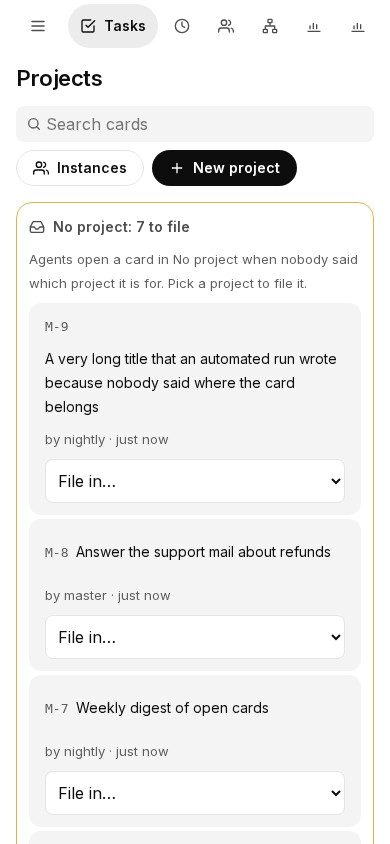 Tasks
Projects
Search cards
Instances
New project
No project: 7 to file
Agents open a card in No project when nobody said
which project it is for. Pick a project to file it.
M-9
A very long title that an automated run wrote
because nobody said where the card
belongs
by nightly · just now
File in…
M-8 Answer the support mail about refunds
by master · just now
File in…
M-7 Weekly digest of open cards
by nightly · just now
File in…